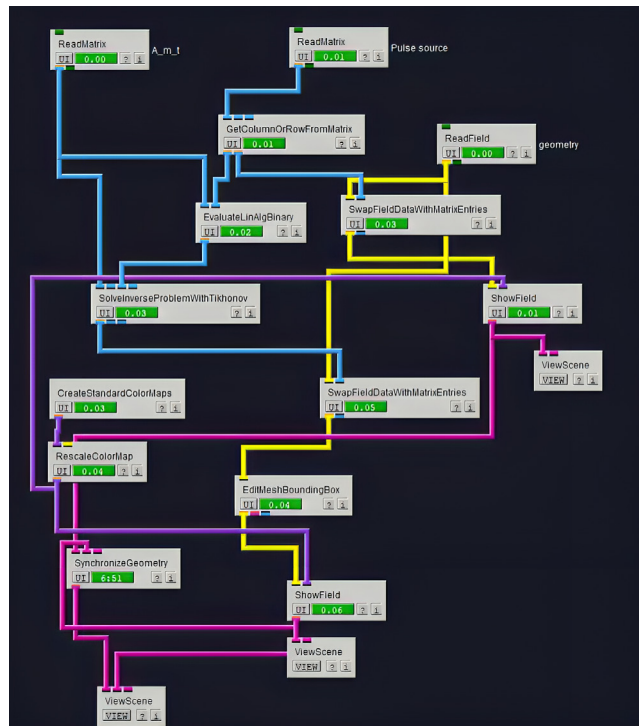 ReadMatrix
UI 0.00 ? i
A_m_t
ReadMatrix
UI 0.01 ? i
Pulse source
GetColumnOrRowFromMatrix
UI 0.01 ? i
ReadField
UI 0.00 ? i
geometry
EvaluateLinAlgBinary
UI 0.02 ? i
SwapFieldDataWithMatrixEntries
UI 0.03 ? i
SolveInverseProblemWithTikhonov
UI 0.03 ? i
ShowField
UI 0.01 ? i
ViewScene
VIEW ? i
CreateStandardColorMaps
UI 0.03 ? i
SwapFieldDataWithMatrixEntries
UI 0.05 ? i
RescaleColorMap
UI 0.04 ? i
EditMeshBoundingBox
UI 0.04 ? i
SynchronizeGeometry
UI 6:51 ? i
ShowField
UI 0.06 ? i
ViewScene
VIEW ? i
ViewScene
VIEW ? i